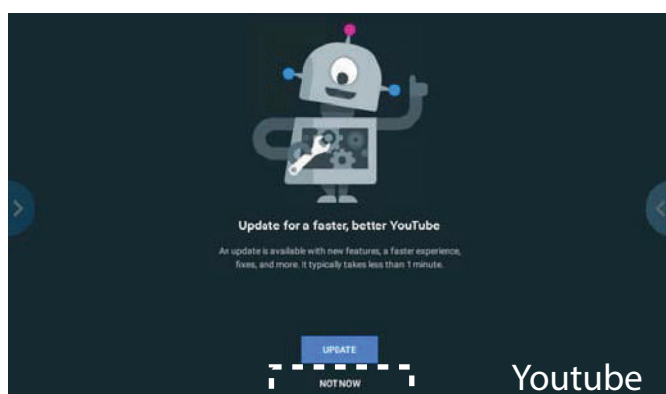 Update for a faster, better YouTube
An update is available with new features, a faster experience,
fixes, and more. It typically takes less than 1 minute.
UPDATE
NOT NOW
Youtube